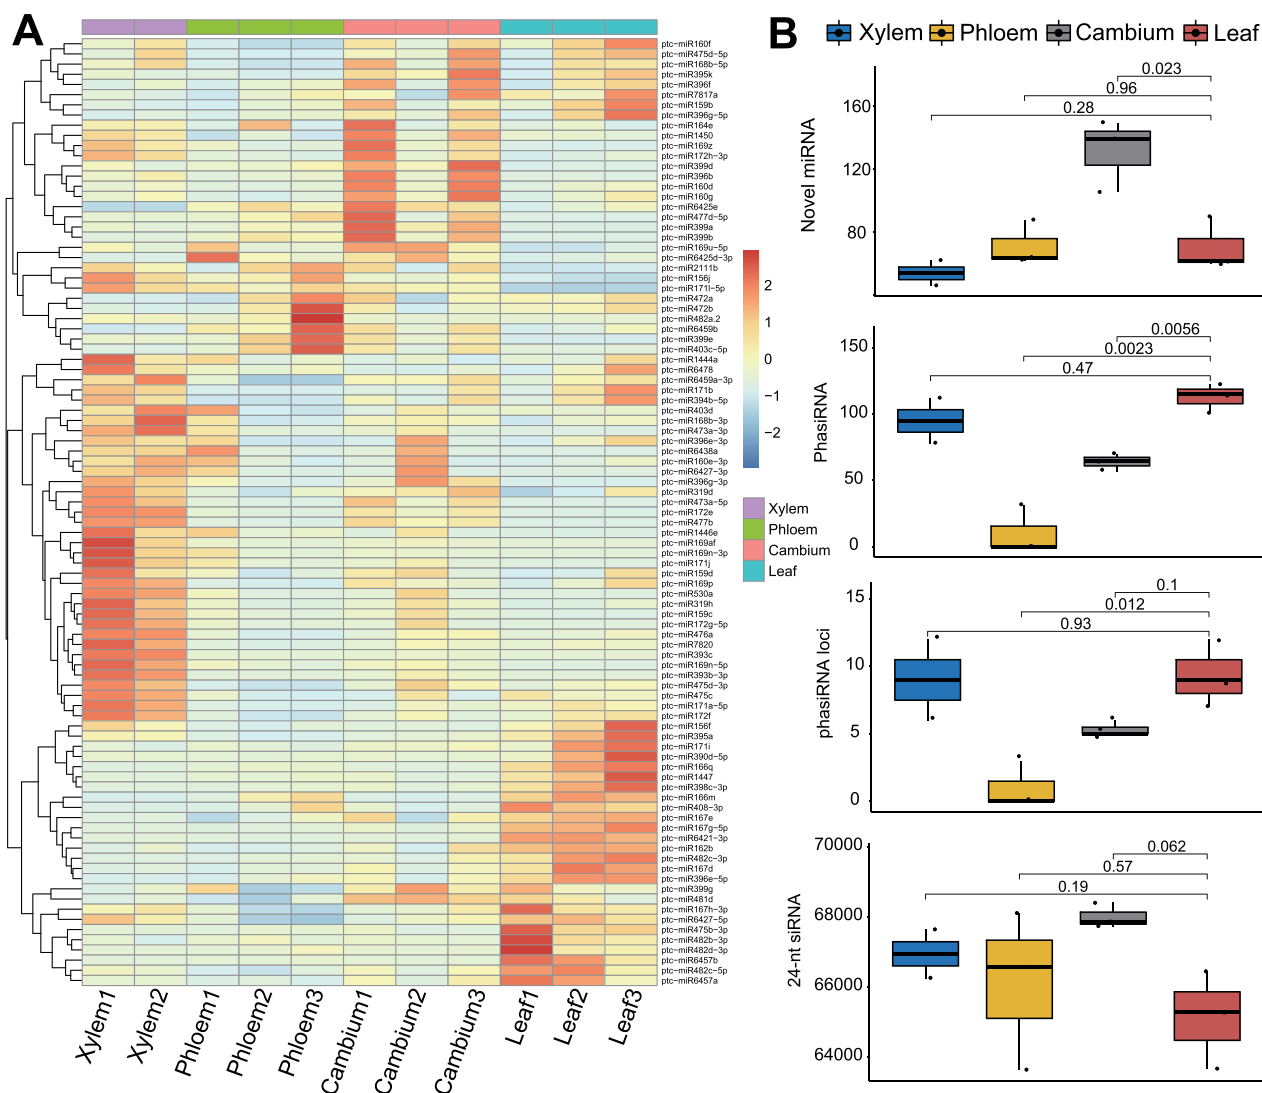 A
ptc-miR160f
ptc-miR475d-5p
ptc-miR168b-5p
ptc-miR395k
ptc-miR396f
ptc-miR7817a
ptc-miR159b
ptc-miR396g-5p
ptc-miR164e
ptc-miR1450
ptc-miR169z
ptc-miR172h-3p
ptc-miR399d
ptc-miR396b
ptc-miR160d
ptc-miR160g
ptc-miR6425e
ptc-miR477d-5p
ptc-miR399a
ptc-miR399b
ptc-miR169u-5p
ptc-miR6425d-3p
ptc-miR2111b
ptc-miR156j
ptc-miR171l-5p
ptc-miR472a
ptc-miR472b
ptc-miR482a.2
ptc-miR6459b
ptc-miR399e
ptc-miR403c-5p
ptc-miR1444a
ptc-miR6478
ptc-miR6459a-3p
ptc-miR171b
ptc-miR394b-5p
ptc-miR403d
ptc-miR168b-3p
ptc-miR473a-3p
ptc-miR396e-3p
ptc-miR6438a
ptc-miR160e-3p
ptc-miR6427-3p
ptc-miR396g-3p
ptc-miR319d
ptc-miR473a-5p
ptc-miR172e
ptc-miR477b
ptc-miR1446e
ptc-miR169af
ptc-miR169n-3p
ptc-miR171j
ptc-miR159d
ptc-miR169p
ptc-miR530a
ptc-miR319h
ptc-miR159c
ptc-miR172g-5p
ptc-miR476a
ptc-miR7820
ptc-miR393c
ptc-miR169n-5p
ptc-miR393b-3p
ptc-miR475d-3p
ptc-miR475c
ptc-miR171a-5p
ptc-miR172f
ptc-miR156f
ptc-miR395a
ptc-miR171i
ptc-miR390d-5p
ptc-miR166q
ptc-miR1447
ptc-miR398c-3p
ptc-miR166m
ptc-miR408-3p
ptc-miR167e
ptc-miR167g-5p
ptc-miR6421-3p
ptc-miR162b
ptc-miR482c-3p
ptc-miR167d
ptc-miR396e-5p
ptc-miR399g
ptc-miR481d
ptc-miR167h-3p
ptc-miR6427-5p
ptc-miR475b-3p
ptc-miR482b-3p
ptc-miR482d-3p
ptc-miR6457b
ptc-miR482c-5p
ptc-miR6457a
Xylem1 Xylem2 Phloem1 Phloem2 Phloem3 Cambium1 Cambium2 Cambium3 Leaf1 Leaf2 Leaf3
2
1
0
−1
−2
Xylem
Phloem
Cambium
Leaf
B
Xylem Phloem Cambium Leaf
Novel miRNA
160
120
80
0.023
0.96
0.28
PhasiRNA
150
100
50
0
0.0056
0.0023
0.47
phasiRNA loci
15
10
5
0
0.1
0.012
0.93
24-nt siRNA
70000
68000
66000
64000
0.062
0.57
0.19